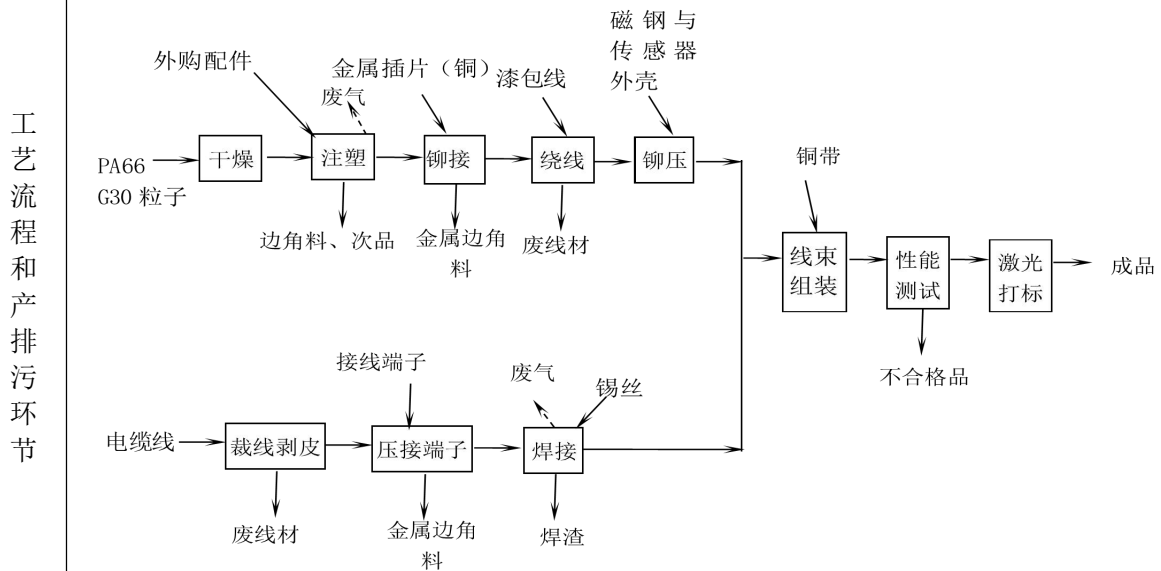 工艺流程和产排污环节
外购配件
废气
金属插片（铜）
漆包线
磁钢与
传感器
外壳
PA66
G30 粒子
干燥
注塑
铆接
绕线
铆压
边角料、次品
金属边角
料
废线材
铜带
线束
组装
性能
测试
激光
打标
成品
不合格品
接线端子
废气
锡丝
电缆线
裁线剥皮
压接端子
焊接
废线材
金属边角
料
焊渣